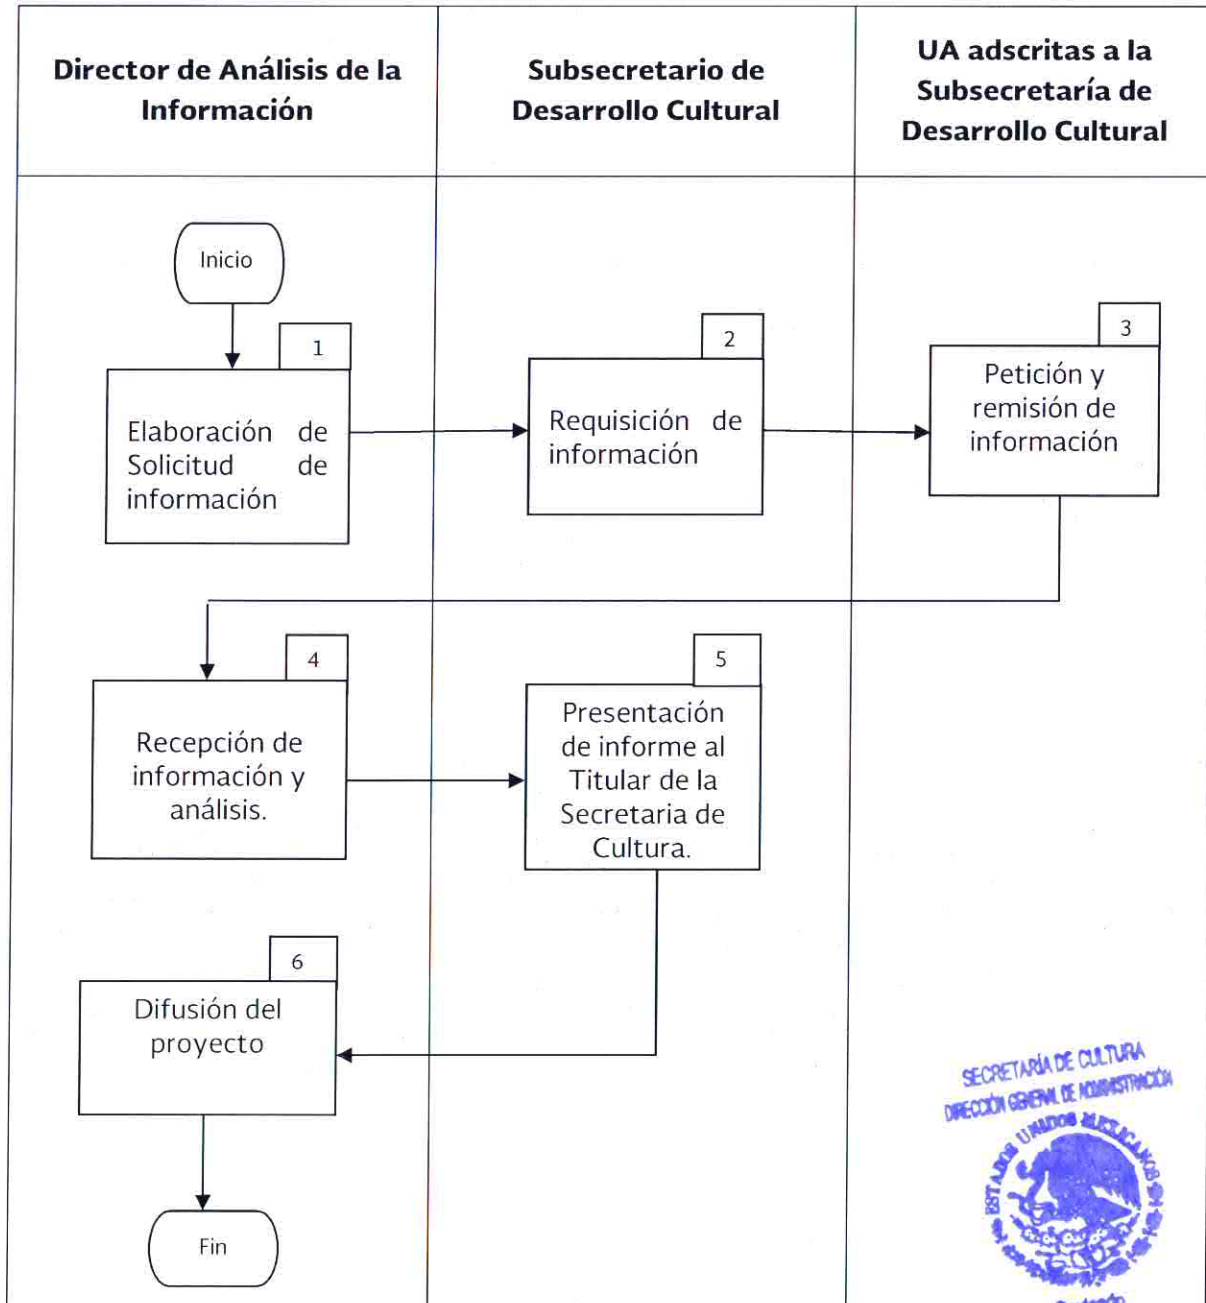 Director de Análisis de la
Información
Subsecretario de
Desarrollo Cultural
UA adscritas a la
Subsecretaría de
Desarrollo Cultural
Inicio
1
Elaboración de
Solicitud de
información
2
Requisición de
información
3
Petición y
remisión de
información
4
Recepción de
información y
análisis.
5
Presentación
de informe al
Titular de la
Secretaria de
Cultura.
6
Difusión del
proyecto
Fin
SECRETARÍA DE CULTURA
DIRECCIÓN GENERAL DE ADMINISTRACIÓN
ESTADOS UNIDOS MEXICANOS